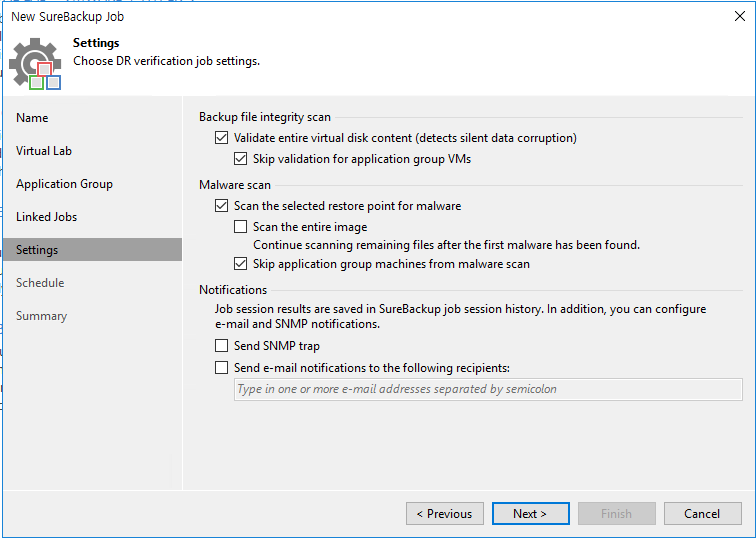 New SureBackup Job
Settings
Choose DR verification job settings.
Name
Virtual Lab
Application Group
Linked Jobs
Settings
Schedule
Summary
Backup file integrity scan
Validate entire virtual disk content (detects silent data corruption)
Skip validation for application group VMs
Malware scan
Scan the selected restore point for malware
Scan the entire image
Continue scanning remaining files after the first malware has been found.
Skip application group machines from malware scan
Notifications
Job session results are saved in SureBackup job session history. In addition, you can configure
e-mail and SNMP notifications.
Send SNMP trap
Send e-mail notifications to the following recipients:
Type in one or more e-mail addresses separated by semicolon
< Previous
Next >
Finish
Cancel